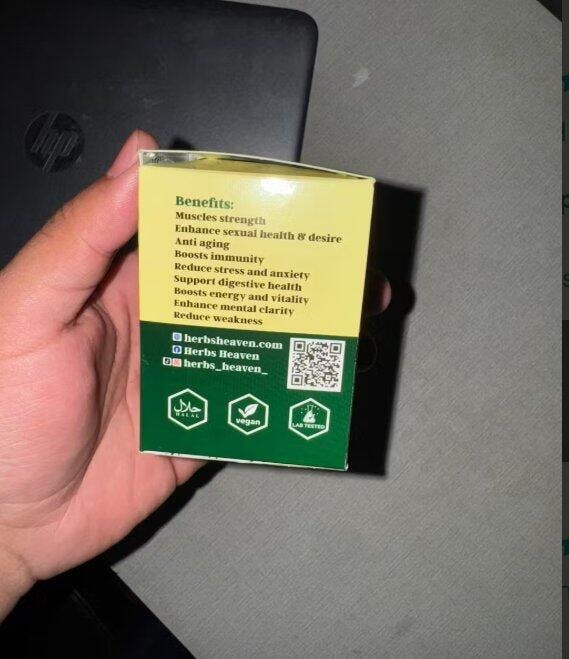 hp
Benefits:
Muscles strength
Enhance sexual health & desire
Anti aging
Boosts immunity
Reduce stress and anxiety
Support digestive health
Boosts energy and vitality
Enhance mental clarity
Reduce weakness
herbsheaven.com
Herbs Heaven
herbs_heaven_
حلال
HALAL
vegan
LAB TESTED